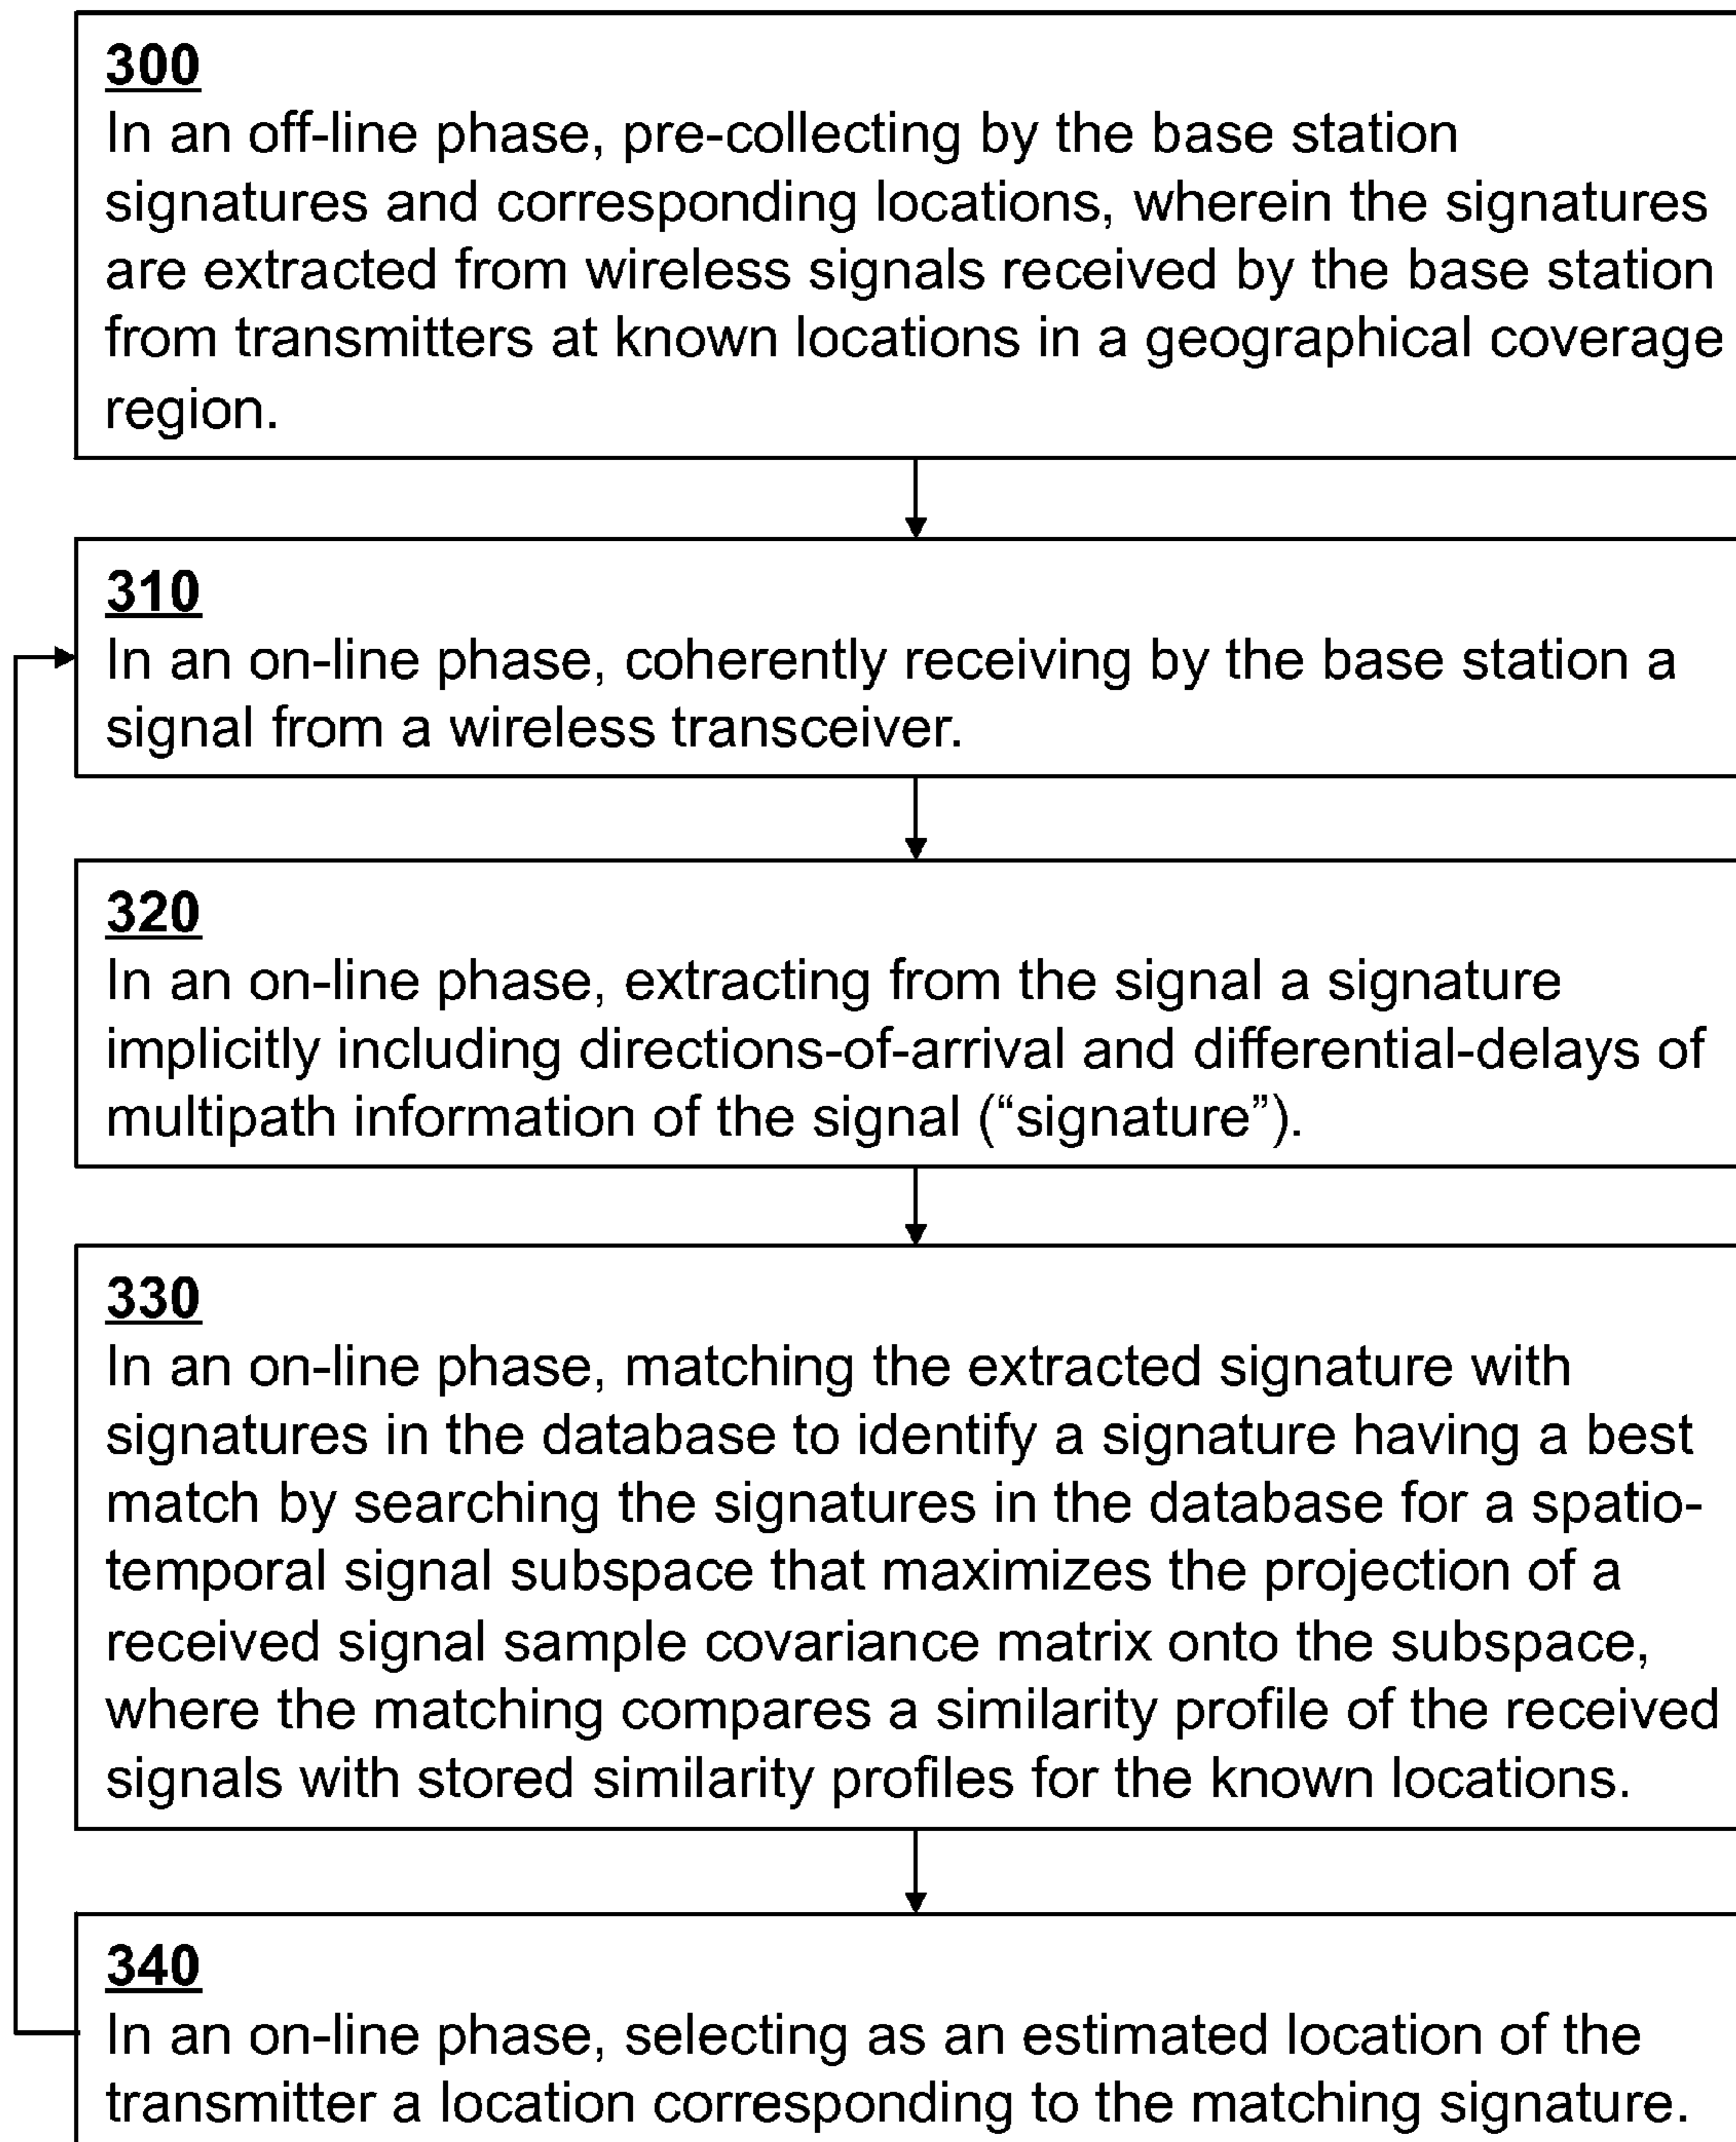 300
In an off-line phase, pre-collecting by the base station
signatures and corresponding locations, wherein the signatures
are extracted from wireless signals received by the base station
from transmitters at known locations in a geographical coverage
region.
310
In an on-line phase, coherently receiving by the base station a
signal from a wireless transceiver.
320
In an on-line phase, extracting from the signal a signature
implicitly including directions-of-arrival and differential-delays of
multipath information of the signal (“signature”).
330
In an on-line phase, matching the extracted signature with
signatures in the database to identify a signature having a best
match by searching the signatures in the database for a spatio-
temporal signal subspace that maximizes the projection of a
received signal sample covariance matrix onto the subspace,
where the matching compares a similarity profile of the received
signals with stored similarity profiles for the known locations.
340
In an on-line phase, selecting as an estimated location of the
transmitter a location corresponding to the matching signature.